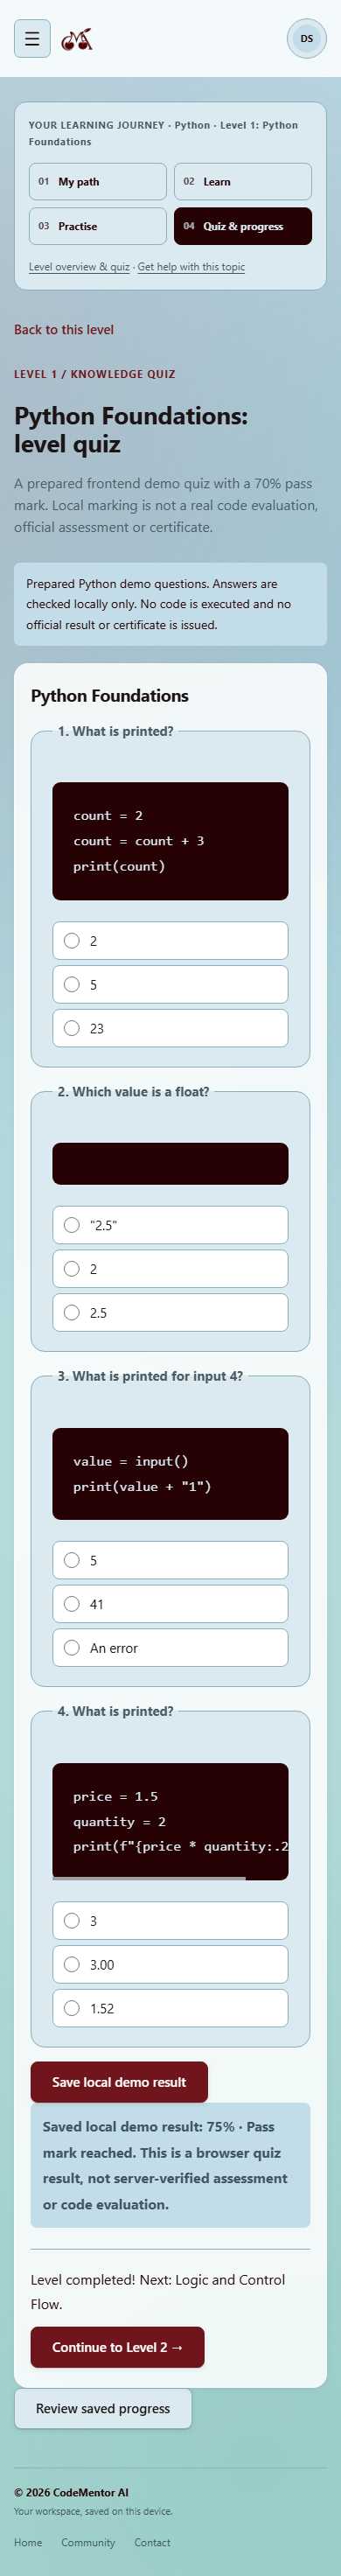 DS
YOUR LEARNING JOURNEY · Python · Level 1: Python
Foundations
01 My path
02 Learn
03 Practise
04 Quiz & progress
Level overview & quiz · Get help with this topic
Back to this level
LEVEL 1 / KNOWLEDGE QUIZ
Python Foundations:
level quiz
A prepared frontend demo quiz with a 70% pass
mark. Local marking is not a real code evaluation,
official assessment or certificate.
Prepared Python demo questions. Answers are
checked locally only. No code is executed and no
official result or certificate is issued.
Python Foundations
1. What is printed?
count = 2
count = count + 3
print(count)
2
5
23
2. Which value is a float?
"2.5"
2
2.5
3. What is printed for input 4?
value = input()
print(value + "1")
5
41
An error
4. What is printed?
price = 1.5
quantity = 2
print(f"{price * quantity:.2
3
3.00
1.52
Save local demo result
Saved local demo result: 75% · Pass
mark reached. This is a browser quiz
result, not server-verified assessment
or code evaluation.
Level completed! Next: Logic and Control
Flow.
Continue to Level 2 →
Review saved progress
© 2026 CodeMentor AI
Your workspace, saved on this device.
Home Community Contact